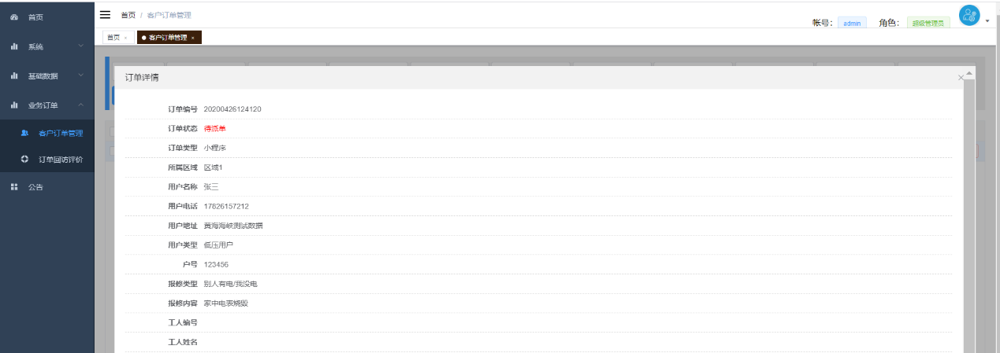 首页
系统
基础数据
业务订单
客户订单管理
订单回访评价
公告
首页 / 客户订单管理
帐号： admin 角色： 超级管理员
首页 × ● 客户订单管理 ×
订单详情 ×
订单编号 20200426124120
订单状态 待派单
订单类型 小程序
所属区域 区域1
用户名称 张三
用户电话 17826157212
用户地址 黄海海峡测试数据
用户类型 低压用户
户号 123456
报修类型 别人有电/我没电
报修内容 家中电表烧毁
工人编号
工人姓名